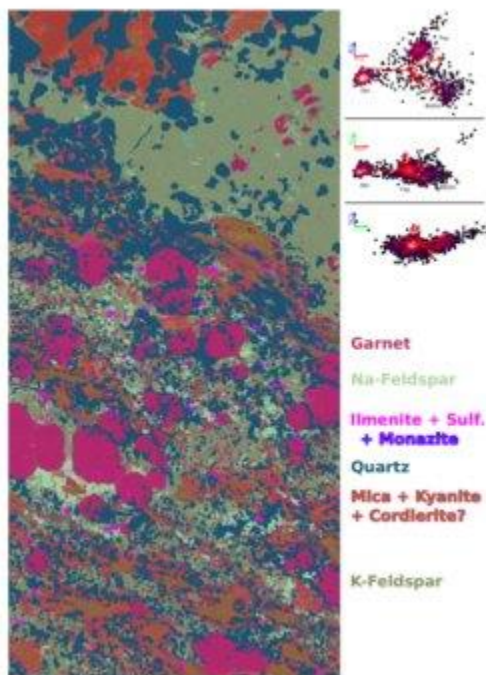 Garnet
Na-Feldspar
Ilmenite + Sulf.
+ Monazite
Quartz
Mica + Kyanite
+ Cordierite?
K-Feldspar